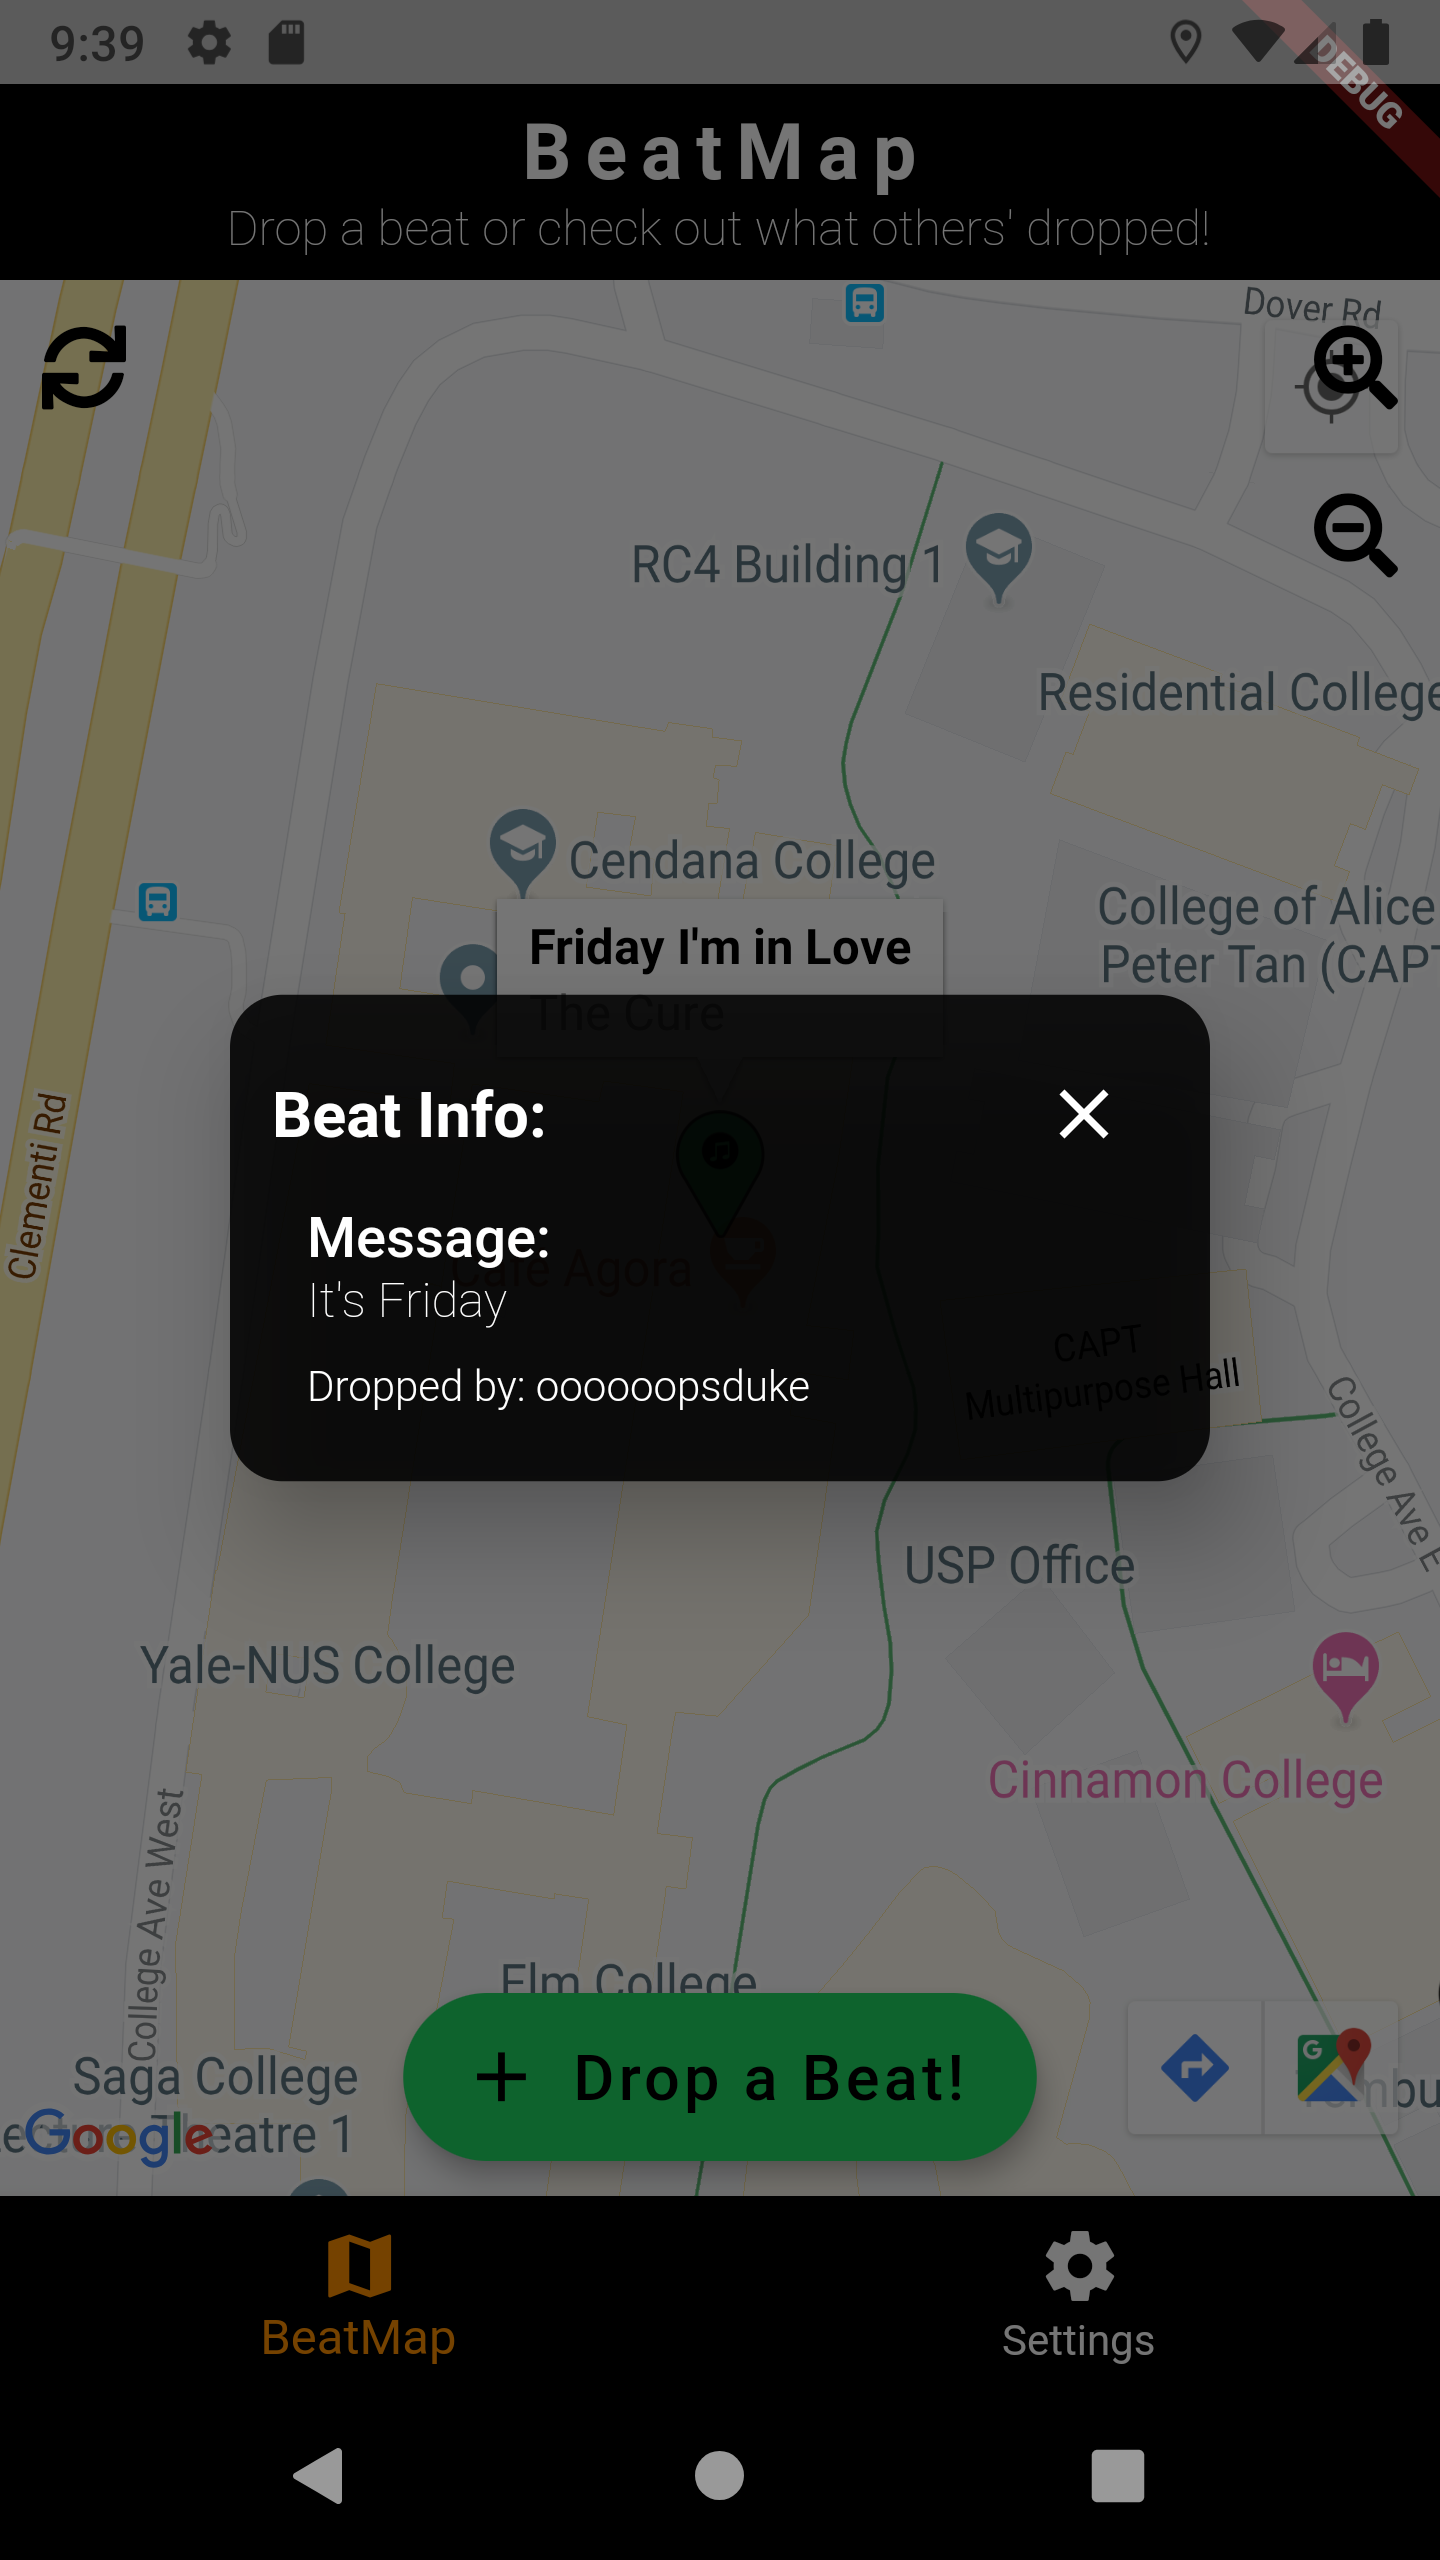 9:39
DEBUG
BeatMap
Drop a beat or check out what others' dropped!
Dover Rd
RC4 Building 1
Residential College
Cendana College
College of Alice
Peter Tan (CAPT
Friday I'm in Love
The Cure
Clementi Rd
Beat Info:
Message:
Café Agora
It's Friday
CAPT
Multipurpose Hall
Dropped by: oooooopsduke
College Ave E
USP Office
Yale-NUS College
Cinnamon College
College Ave West
Elm College
Drop a Beat!
Saga College
Theatre 1
Google
G
BeatMap
Settings